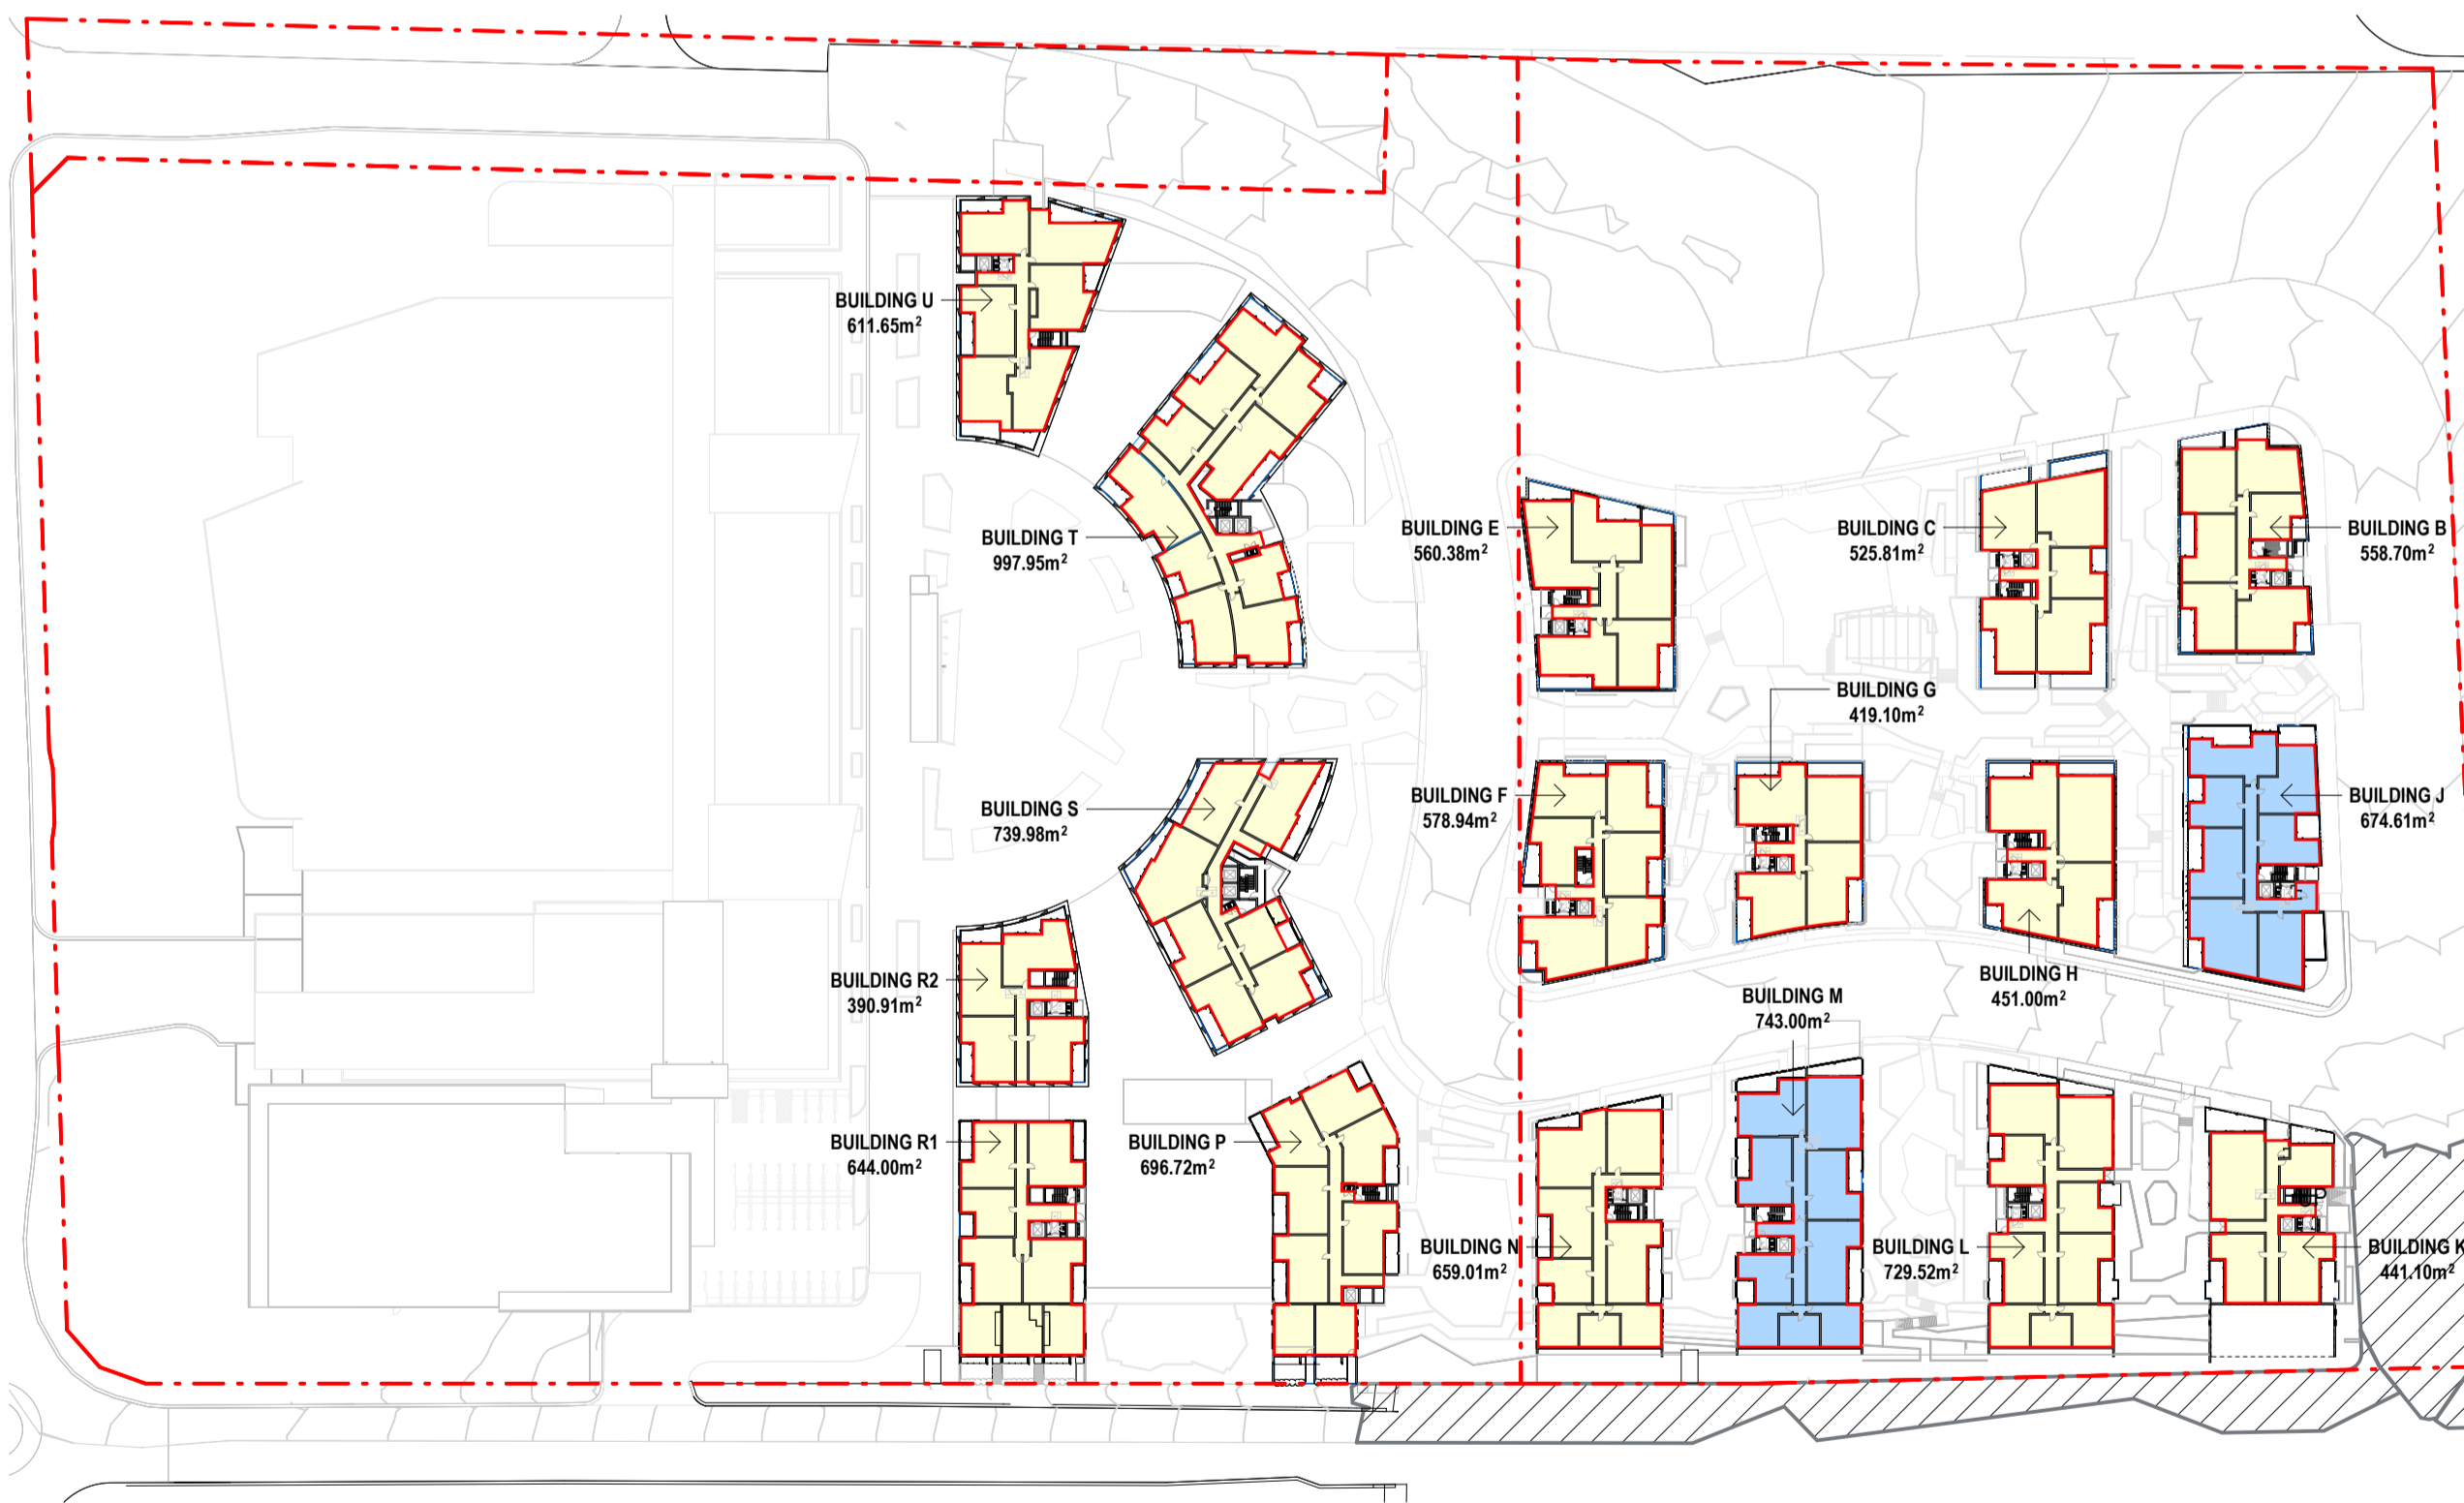 BUILDING U
611.65m²
BUILDING T
997.95m²
BUILDING E
560.38m²
BUILDING C
525.81m²
BUILDING B
558.70m²
BUILDING G
419.10m²
BUILDING S
739.98m²
BUILDING F
578.94m²
BUILDING J
674.61m²
BUILDING R2
390.91m²
BUILDING H
451.00m²
BUILDING M
743.00m²
BUILDING R1
644.00m²
BUILDING P
696.72m²
BUILDING N
659.01m²
BUILDING L
729.52m²
BUILDING K
441.10m²